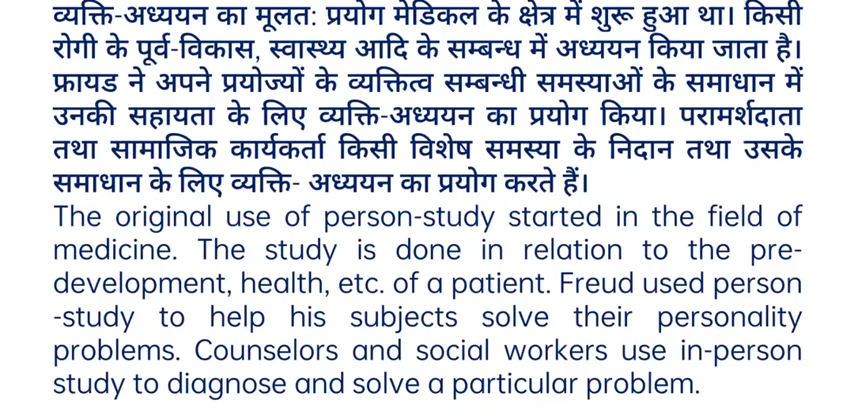 व्यक्ति-अध्ययन का मूलत: प्रयोग मेडिकल के क्षेत्र में शुरू हुआ था। किसी
रोगी के पूर्व-विकास, स्वास्थ्य आदि के सम्बन्ध में अध्ययन किया जाता है।
फ्रायड ने अपने प्रयोज्यों के व्यक्तित्व सम्बन्धी समस्याओं के समाधान में
उनकी सहायता के लिए व्यक्ति-अध्ययन का प्रयोग किया। परामर्शदाता
तथा सामाजिक कार्यकर्ता किसी विशेष समस्या के निदान तथा उसके
समाधान के लिए व्यक्ति- अध्ययन का प्रयोग करते हैं।
The original use of person-study started in the field of
medicine. The study is done in relation to the pre-
development, health, etc. of a patient. Freud used person
-study to help his subjects solve their personality
problems. Counselors and social workers use in-person
study to diagnose and solve a particular problem.